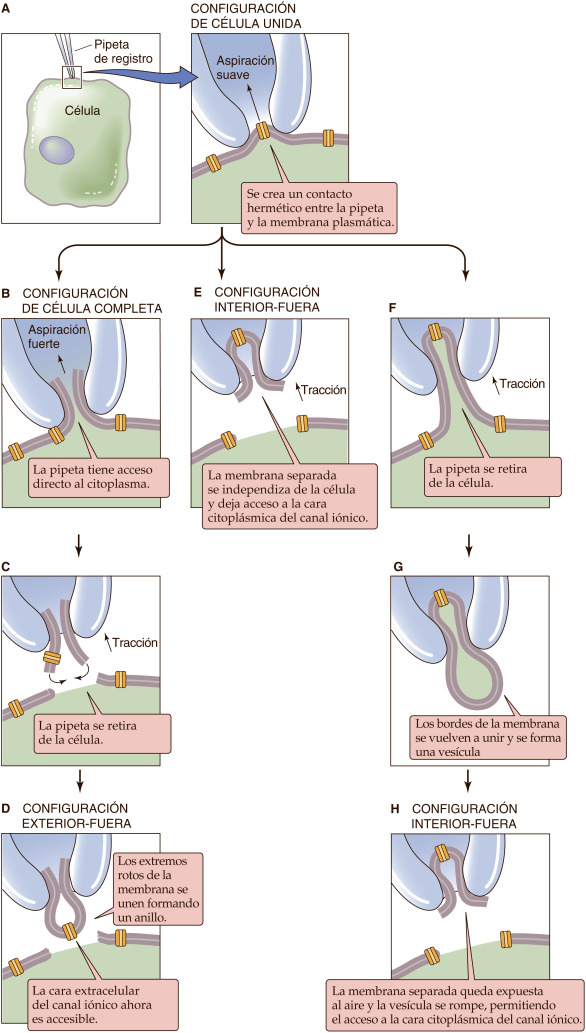 A
CONFIGURACIÓN
DE CÉLULA UNIDA
Pipeta
de registro
Célula
Aspiración
suave
Se crea un contacto
hermético entre la pipeta
y la membrana plasmática.
B
CONFIGURACIÓN
DE CÉLULA COMPLETA
Aspiración
fuerte
La pipeta tiene acceso
directo al citoplasma.
E
CONFIGURACIÓN
INTERIOR-FUERA
Tracción
La membrana separada
se independiza de la célula
y deja acceso a la cara
citoplásmica del canal iónico.
F
Tracción
La pipeta se retira
de la célula.
C
Tracción
La pipeta se retira
de la célula.
G
Los bordes de la membrana
se vuelven a unir y se forma
una vesícula
D
CONFIGURACIÓN
EXTERIOR-FUERA
Los extremos
rotos de la
membrana se
unen formando
un anillo.
La cara extracelular
del canal iónico ahora
es accesible.
H
CONFIGURACIÓN
INTERIOR-FUERA
La membrana separada queda expuesta
al aire y la vesícula se rompe, permitiendo
el acceso a la cara citoplásmica del canal iónico.